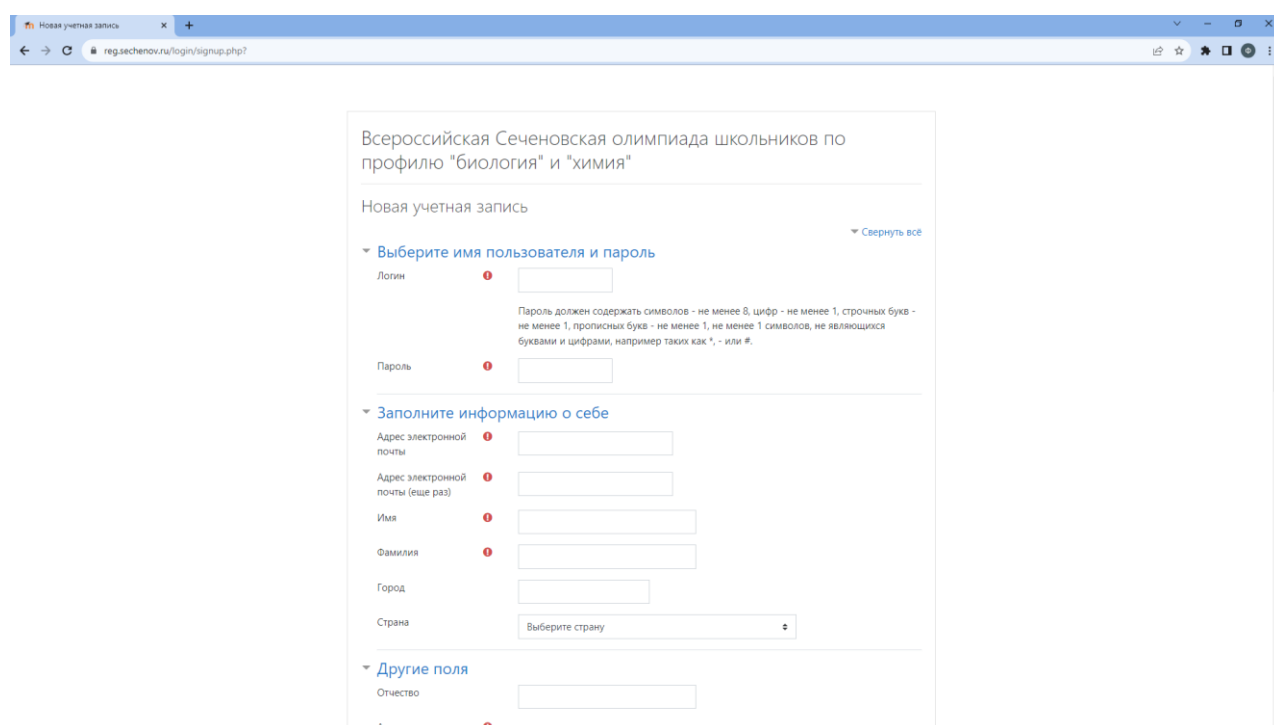 Новая учетная запись
reg.sechenov.ru/login/signup.php?
Всероссийская Сеченовская олимпиада школьников по
профилю "биология" и "химия"
Новая учетная запись
Свернуть всё
Выберите имя пользователя и пароль
Логин
Пароль должен содержать символов - не менее 8, цифр - не менее 1, строчных букв -
не менее 1, прописных букв - не менее 1, не менее 1 символов, не являющихся
буквами и цифрами, например таких как *, - или #.
Пароль
Заполните информацию о себе
Адрес электронной
почты
Адрес электронной
почты (еще раз)
Имя
Фамилия
Город
Страна
Выберите страну
Другие поля
Отчество